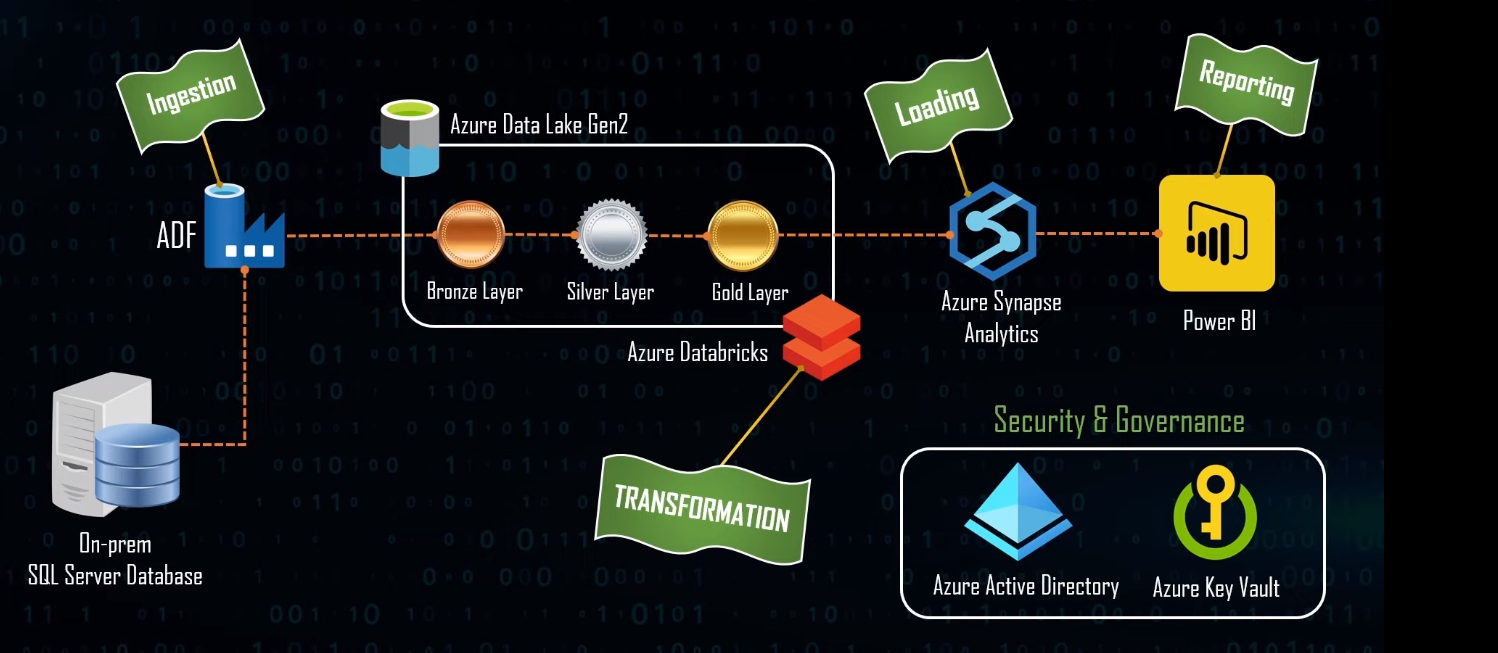 Ingestion
Loading
Reporting
Azure Data Lake Gen2
ADF
Bronze Layer
Silver Layer
Gold Layer
Azure Synapse
Analytics
Power BI
Azure Databricks
Security & Governance
TRANSFORMATION
On-prem
SQL Server Database
Azure Active Directory
Azure Key Vault